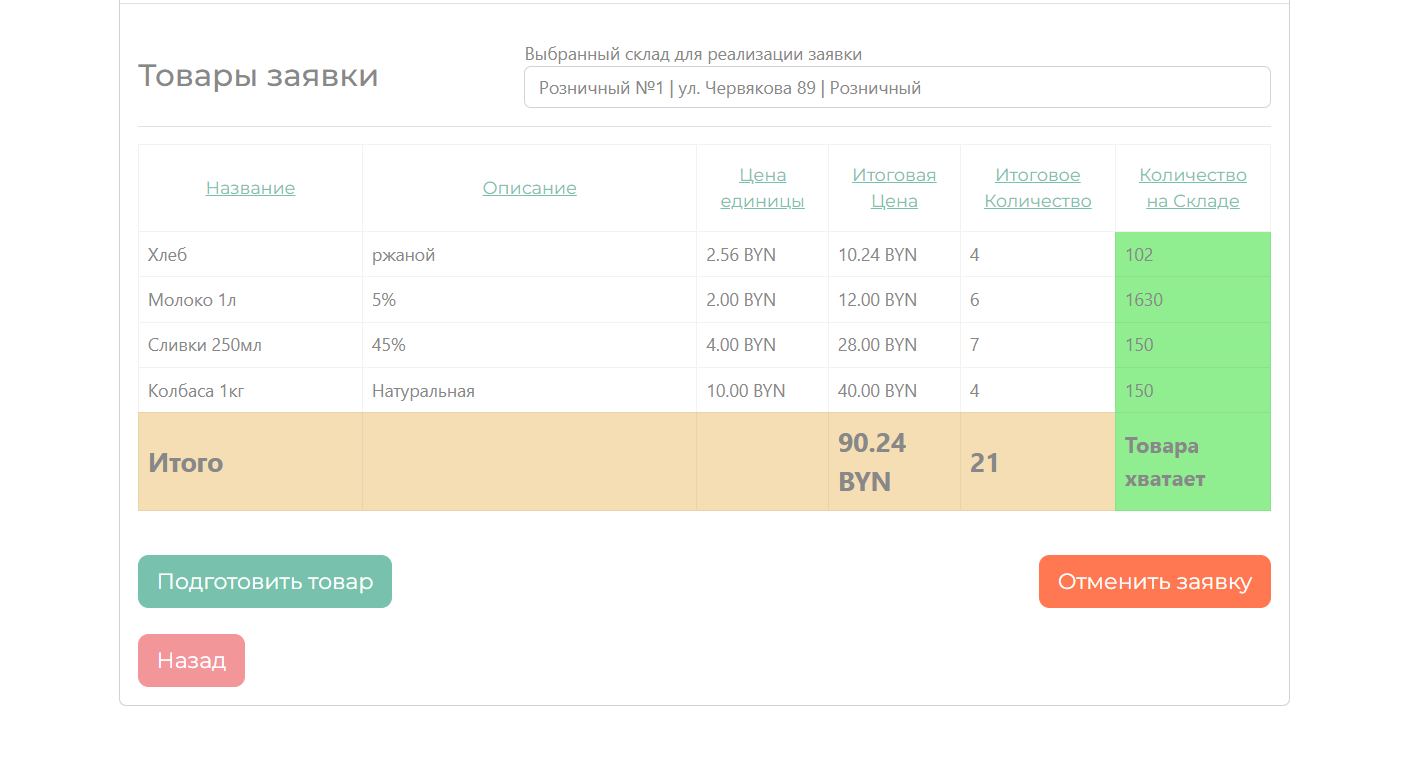 Выбранный склад для реализации заявки
Товары заявки
Розничный №1 | ул. Червякова 89 | Розничный
Название Описание Цена единицы Итоговая Цена Итоговое Количество Количество на Складе
Хлеб ржаной 2.56 BYN 10.24 BYN 4 102
Молоко 1л 5% 2.00 BYN 12.00 BYN 6 1630
Сливки 250мл 45% 4.00 BYN 28.00 BYN 7 150
Колбаса 1кг Натуральная 10.00 BYN 40.00 BYN 4 150
Итого 90.24 BYN 21 Товара хватает
Подготовить товар Отменить заявку
Назад